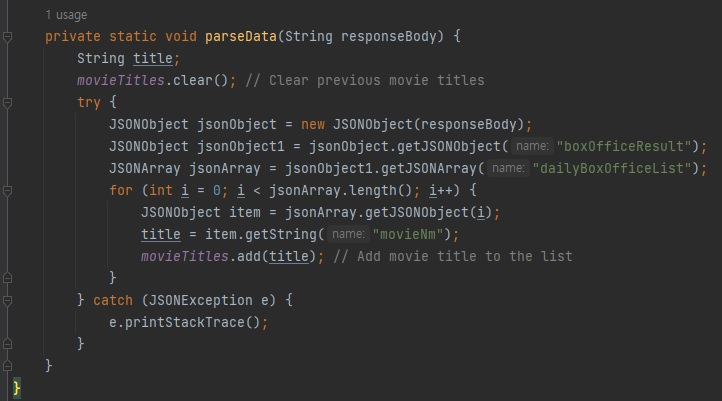 1 usage
private static void parseData(String responseBody) {
String title;
movieTitles.clear(); // Clear previous movie titles
try {
JSONObject jsonObject = new JSONObject(responseBody);
JSONObject jsonObject1 = jsonObject.getJSONObject( name: "boxOfficeResult");
JSONArray jsonArray = jsonObject1.getJSONArray( name: "dailyBoxOfficeList");
for (int i = 0; i < jsonArray.length(); i++) {
JSONObject item = jsonArray.getJSONObject(i);
title = item.getString( name: "movieNm");
movieTitles.add(title); // Add movie title to the list
}
} catch (JSONException e) {
e.printStackTrace();
}
}
}